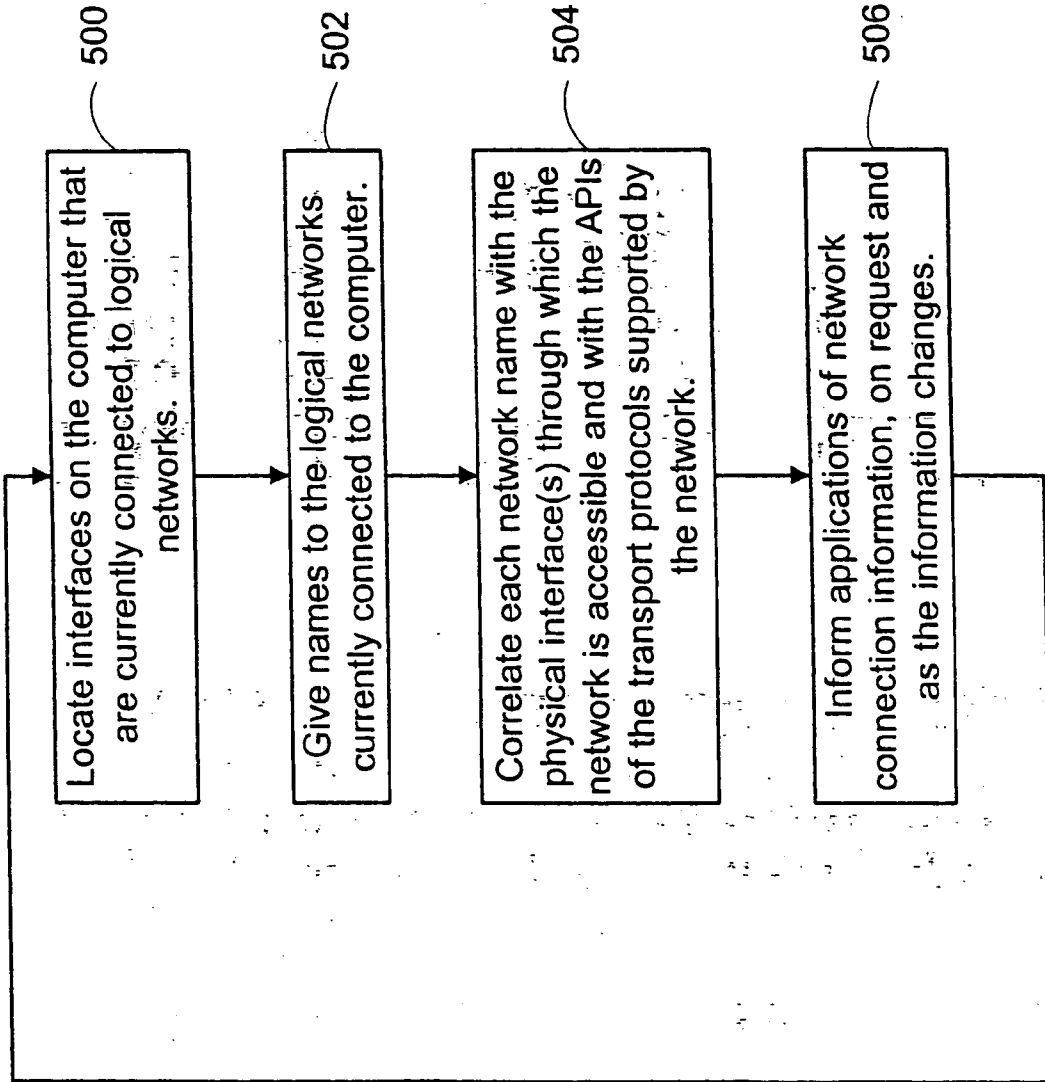 500
Locate interfaces on the computer that
are currently connected to logical
networks.
502
Give names to the logical networks
currently connected to the computer.
504
Correlate each network name with the
physical interface(s) through which the
network is accessible and with the APIs
of the transport protocols supported by
the network.
506
Inform applications of network
connection information, on request and
as the information changes.